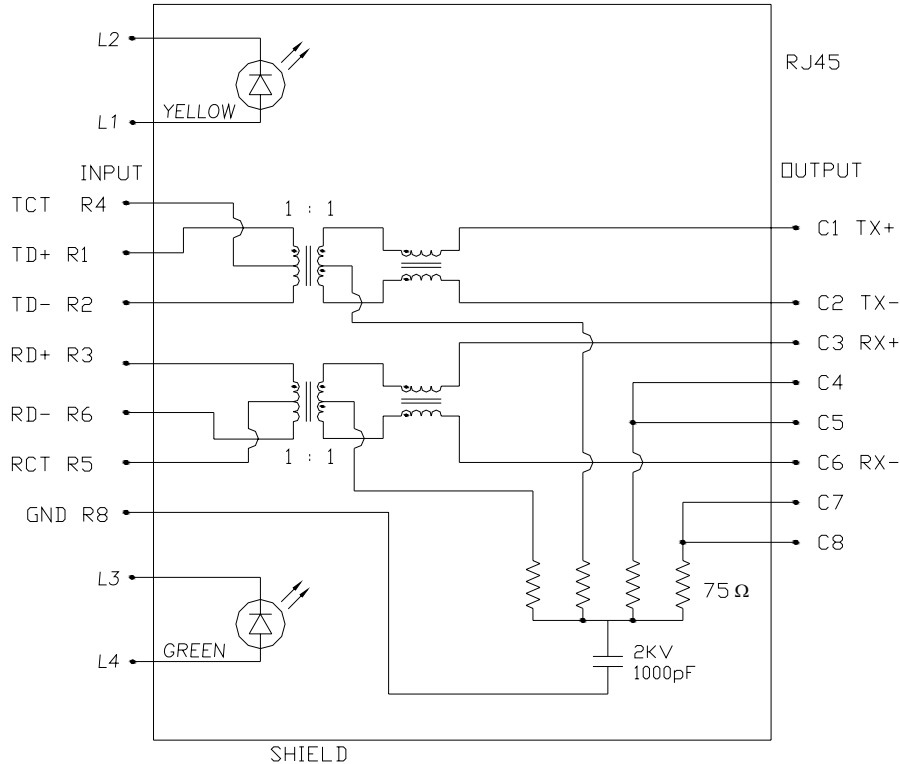 L2
RJ45
YELLOW
L1
INPUT
OUTPUT
TCT R4
1 : 1
C1 TX+
TD+ R1
TD- R2
C2 TX-
C3 RX+
RD+ R3
C4
RD- R6
C5
1 : 1
RCT R5
C6 RX-
C7
GND R8
C8
L3
75Ω
GREEN
L4
2KV
1000pF
SHIELD